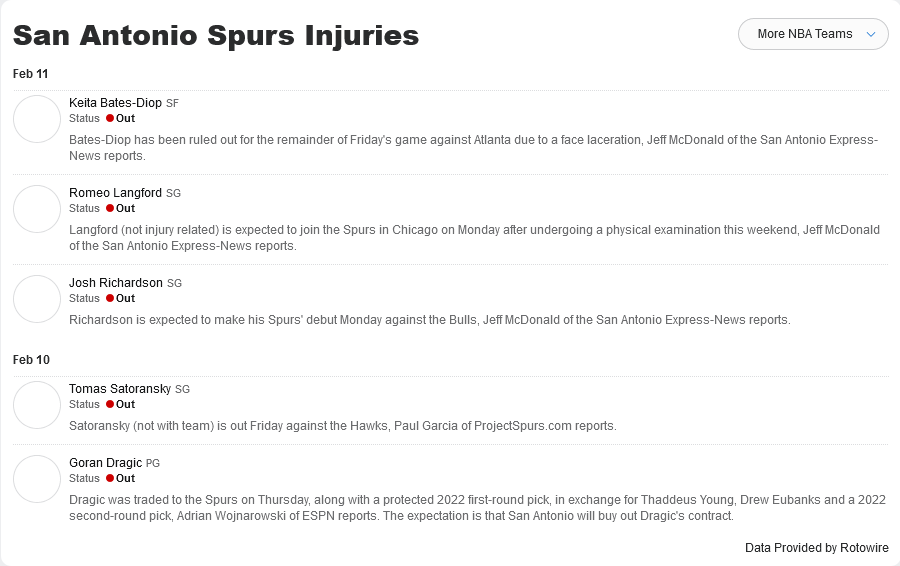 San Antonio Spurs Injuries
More NBA Teams
Feb 11
Keita Bates-Diop SF
Status Out
Bates-Diop has been ruled out for the remainder of Friday's game against Atlanta due to a face laceration, Jeff McDonald of the San Antonio Express-
News reports.
Romeo Langford SG
Status Out
Langford (not injury related) is expected to join the Spurs in Chicago on Monday after undergoing a physical examination this weekend, Jeff McDonald
of the San Antonio Express-News reports.
Josh Richardson SG
Status Out
Richardson is expected to make his Spurs' debut Monday against the Bulls, Jeff McDonald of the San Antonio Express-News reports.
Feb 10
Tomas Satoransky SG
Status Out
Satoransky (not with team) is out Friday against the Hawks, Paul Garcia of ProjectSpurs.com reports.
Goran Dragic PG
Status Out
Dragic was traded to the Spurs on Thursday, along with a protected 2022 first-round pick, in exchange for Thaddeus Young, Drew Eubanks and a 2022
second-round pick, Adrian Wojnarowski of ESPN reports. The expectation is that San Antonio will buy out Dragic's contract.
Data Provided by Rotowire